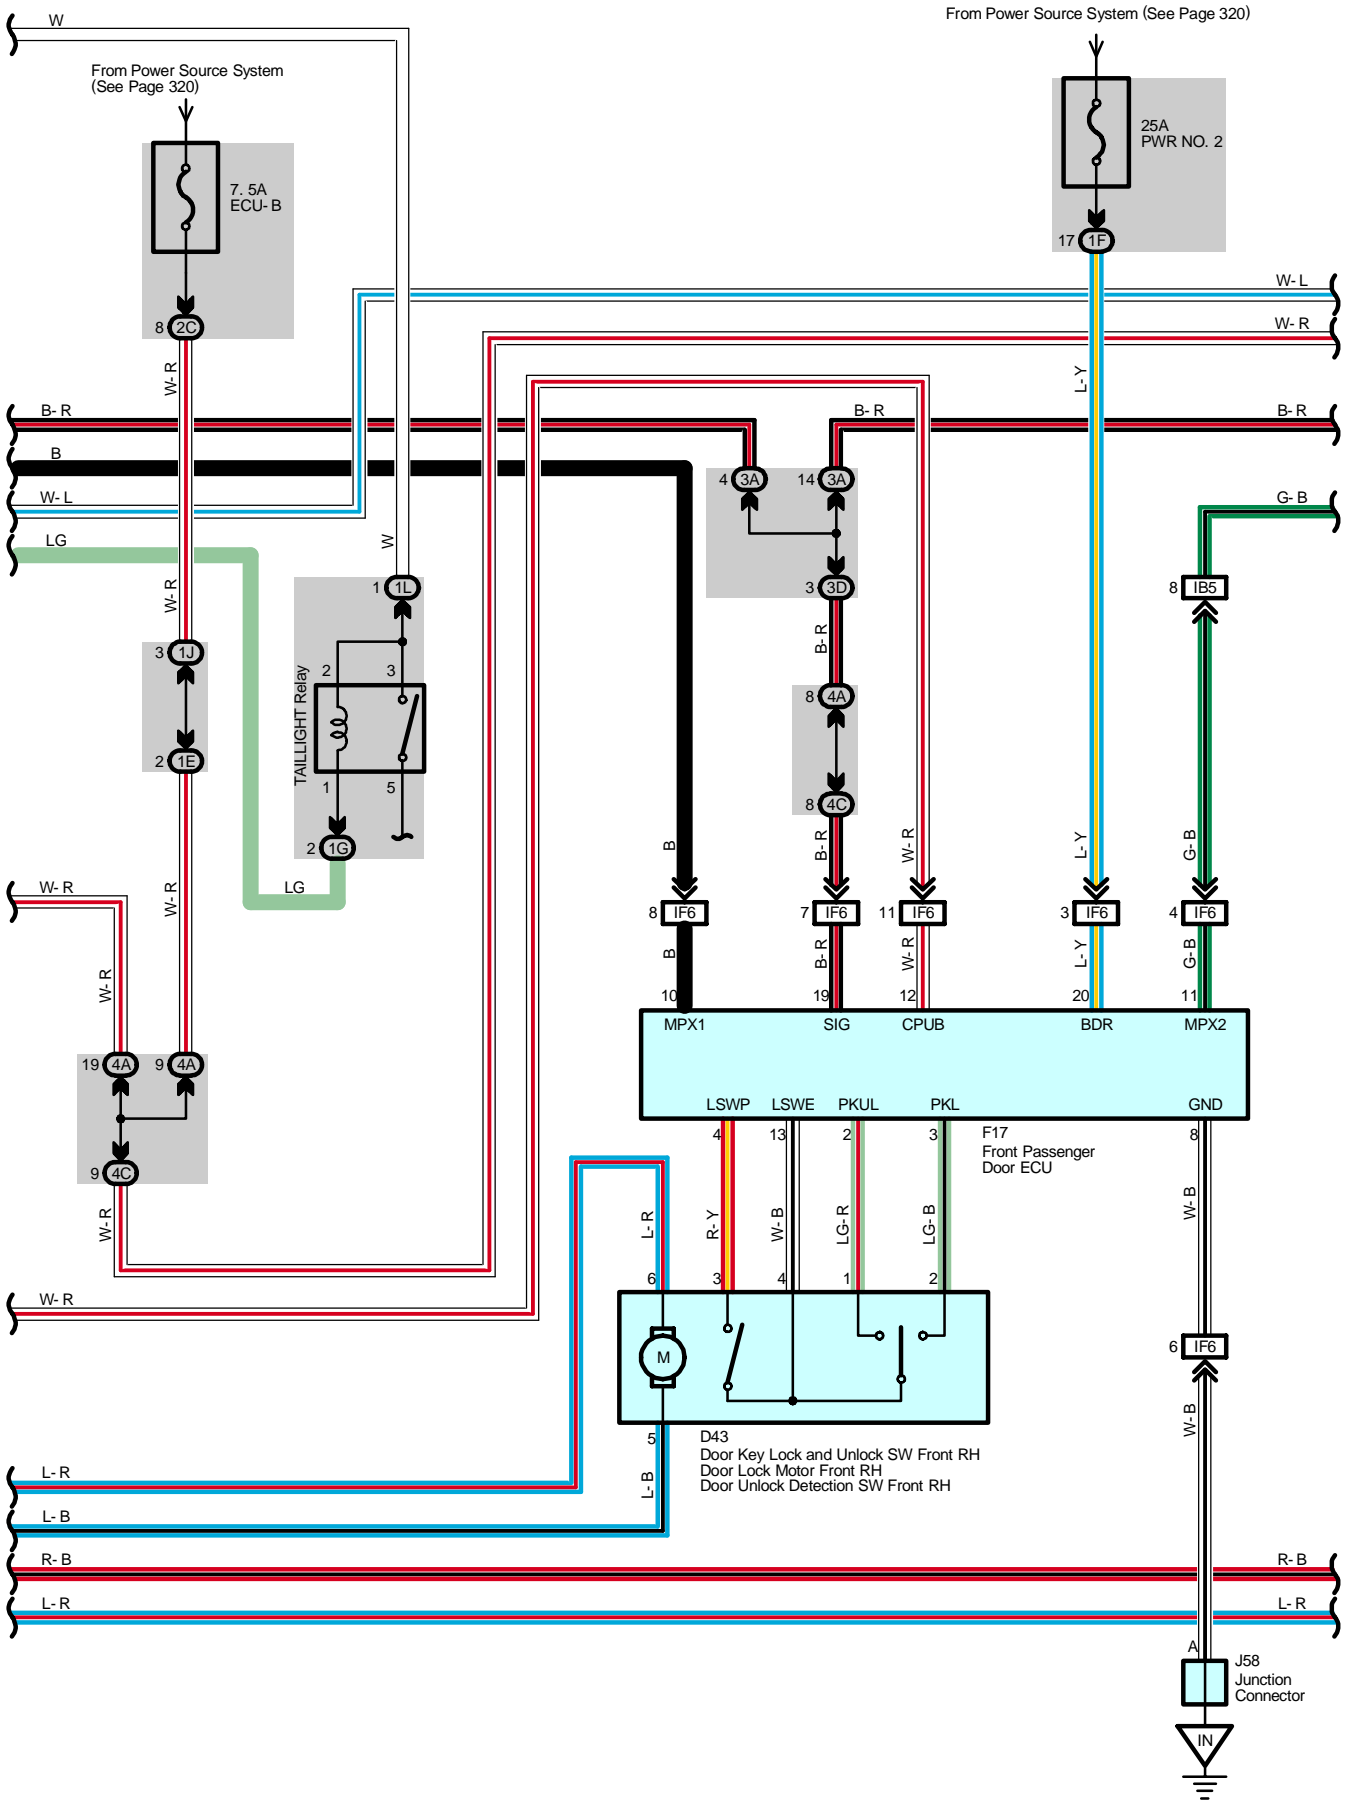 W
From Power Source System (See Page 320)
From Power Source System
(See Page 320)
25A
PWR NO. 2
7. 5A
ECU- B
17 1F
W- L
8 2C
W- R
W- R
L- Y
B- R
B- R
B- R
B
4 3A
14 3A
W- L
G- B
LG
W
W- R
1 1L
3 3D
8 IB5
B- R
3 1J
2
3
TAILLIGHT Relay
8 4A
2 1E
1
5
8 4C
2 1G
B
B- R
W- R
L- Y
G- B
W- R
LG
W- R
8 IF6
7 IF6
11 IF6
3 IF6
4 IF6
B
B- R
W- R
L- Y
G- B
W- R
10
19
12
20
11
MPX1
SIG
CPUB
BDR
MPX2
19 4A
9 4A
LSWP
LSWE
PKUL
PKL
GND
4
13
2
3
8
F17
Front Passenger
Door ECU
9 4C
W- R
L- R
R- Y
W- B
LG- R
LG- B
W- B
6
3
4
1
2
W- R
M
6 IF6
W- B
5
D43
Door Key Lock and Unlock SW Front RH
Door Lock Motor Front RH
Door Unlock Detection SW Front RH
L- B
L- R
L- B
R- B
R- B
L- R
L- R
A
J58
Junction
Connector
IN